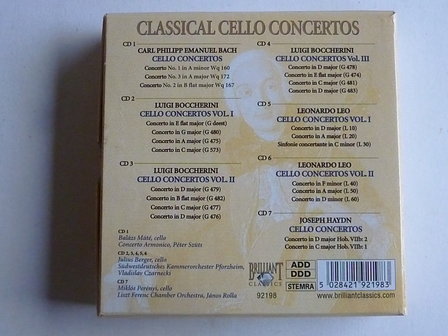 CLASSICAL CELLO CONCERTOS
CD 1
CARL PHILIPP EMANUEL BACH
CELLO CONCERTOS
Concerto No. 1 in A minor Wq 160
Concerto No. 3 in A major Wq 172
Concerto No. 2 in B flat major Wq 167
CD 2
LUIGI BOCCHERINI
CELLO CONCERTOS VOL. I
Concerto in E flat major (G deest)
Concerto in G major (G 480)
Concerto in A major (G 475)
Concerto in C major (G 573)
CD 3
LUIGI BOCCHERINI
CELLO CONCERTOS VOL. II
Concerto in D major (G 479)
Concerto in B flat major (G 482)
Concerto in C major (G 477)
Concerto in D major (G 476)
CD 1
Balázs Maté, cello
Concerto Armonico, Péter Szüts
CD 2, 3, 4, 5, 6
Julius Berger, cello
Südwestdeutsches Kammerorchester Pforzheim,
Vladislav Czarnecki
CD 7
Miklós Perényi, cello
Liszt Ferenc Chamber Orchestra, János Rolla
CD 4
LUIGI BOCCHERINI
CELLO CONCERTOS Vol. III
Concerto in D major (G 478)
Concerto in E flat major (G 474)
Concerto in C major (G 481)
Concerto in D major (G 483)
CD 5
LEONARDO LEO
CELLO CONCERTOS VOL. I
Concerto in D major (L 10)
Concerto in A major (L 20)
Sinfonie concertante in C minor (L 30)
CD 6
LEONARDO LEO
CELLO CONCERTOS VOL. II
Concerto in F minor (L 40)
Concerto in A major (L 50)
Concerto in D minor (L 60)
CD 7
JOSEPH HAYDN
CELLO CONCERTOS
Concerto in D major Hob. VIIb: 2
Concerto in C major Hob. VIIb: 1
BRILLIANT
CLASSICS
92198
ADD
DDD
STEMRA
5 028421 921983
www.brilliantclassics.com